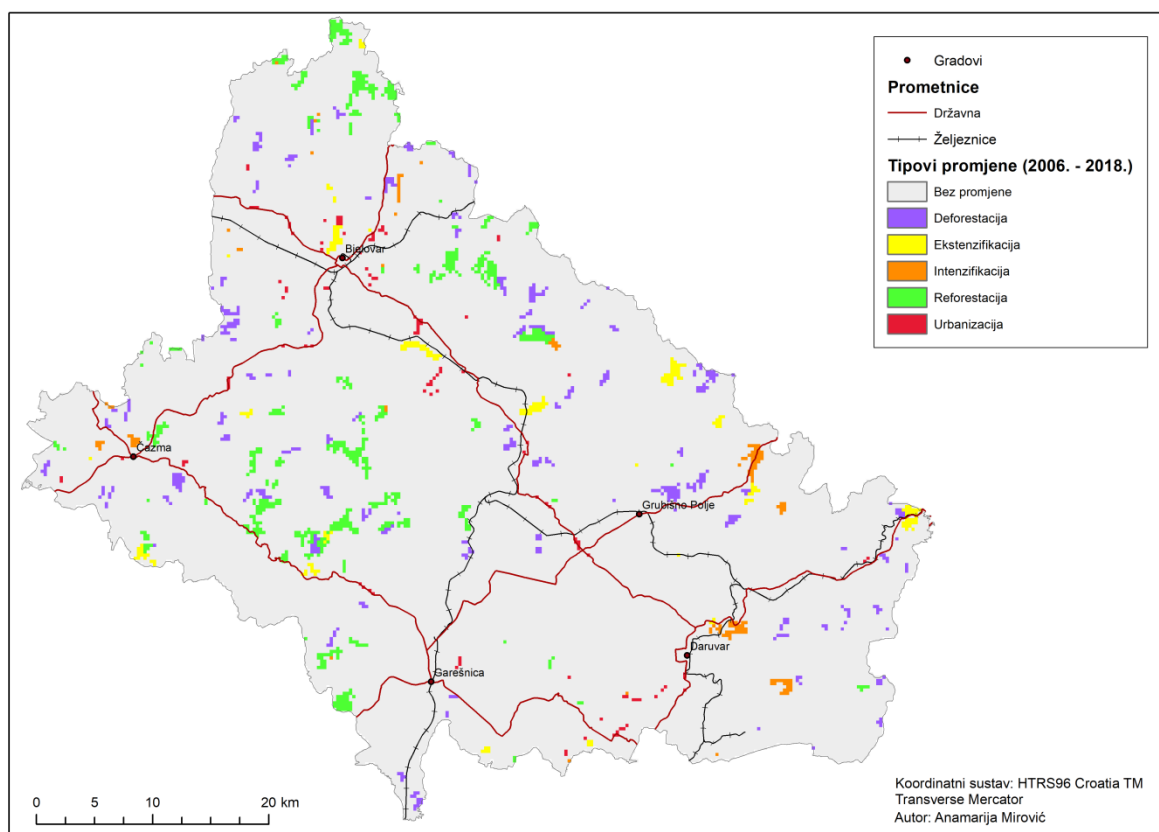 Gradovi
Prometnice
Državna
Željeznice
Tipovi promjene (2006. - 2018.)
Bez promjene
Deforestacija
Ekstenzifikacija
Intenzifikacija
Reforestacija
Urbanizacija
Bjelovar
Čazma
Grubišno Polje
Daruvar
Garešnica
0 5 10 20 km
Koordinatni sustav: HTRS96 Croatia TM
Transverse Mercator
Autor: Anamarija Mirović